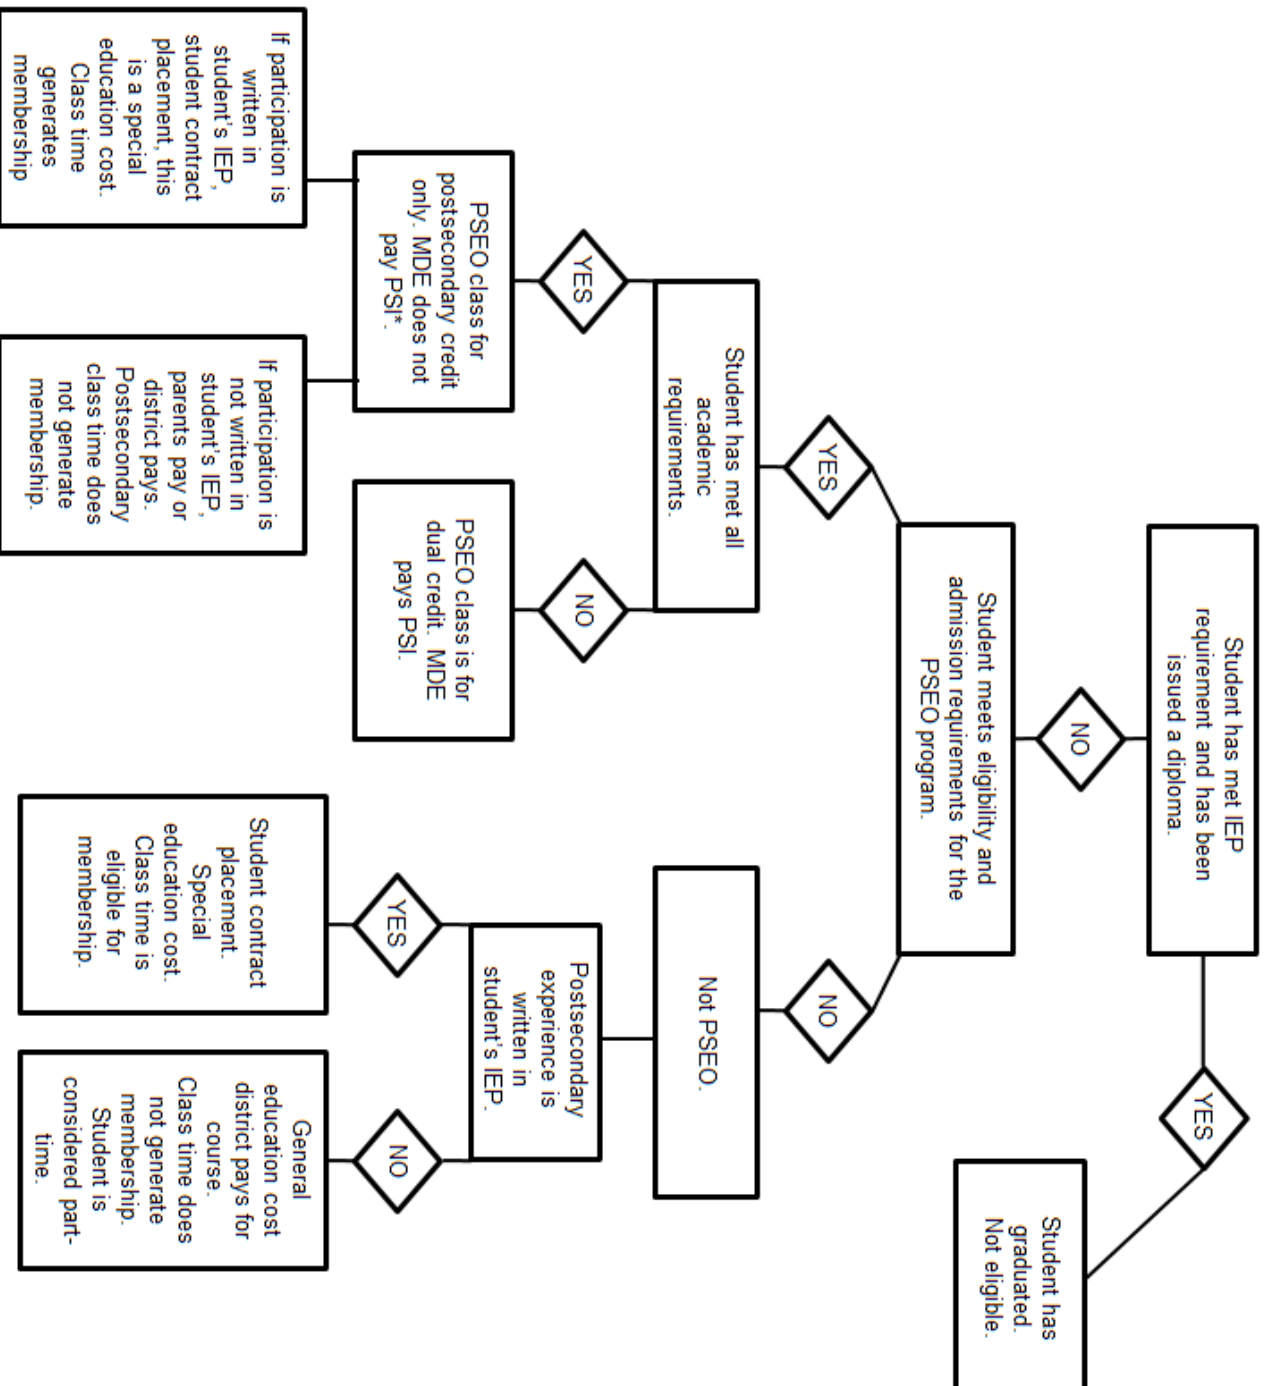 Student has met IEP
requirement and has been
issued a diploma.
YES
Student has
graduated.
Not eligible.
NO
Student meets eligibility and
admission requirements for the
PSEO program.
YES
NO
Student has met all
academic
requirements.
Not PSEO.
YES
NO
Postsecondary
experience is
written in
student's IEP.
PSEO class for
postsecondary credit
only. MDE does not
pay PSI*.
PSEO class is for
dual credit. MDE
pays PSI.
YES
NO
If participation is
written in
student's IEP,
student contract
placement, this
is a special
education cost.
Class time
generates
membership
If participation is
not written in
student's IEP,
parents pay or
district pays.
Postsecondary
class time does
not generate
membership.
Student contract
placement.
Special
education cost.
Class time is
eligible for
membership.
General
education cost
district pays for
course.
Class time does
not generate
membership.
Student is
considered part-
time.